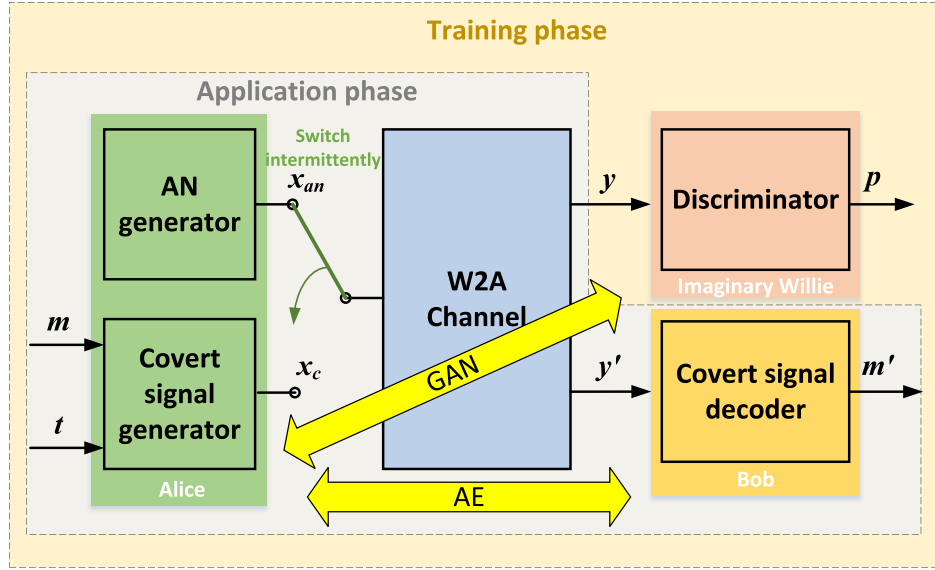 Training phase
Application phase
Switch
intermittently
AN
generator
x_an
W2A
Channel
y
Discriminator
p
Imaginary Willie
m
Covert
signal
generator
t
x_c
GAN
y'
Covert signal
decoder
m'
Alice
AE
Bob